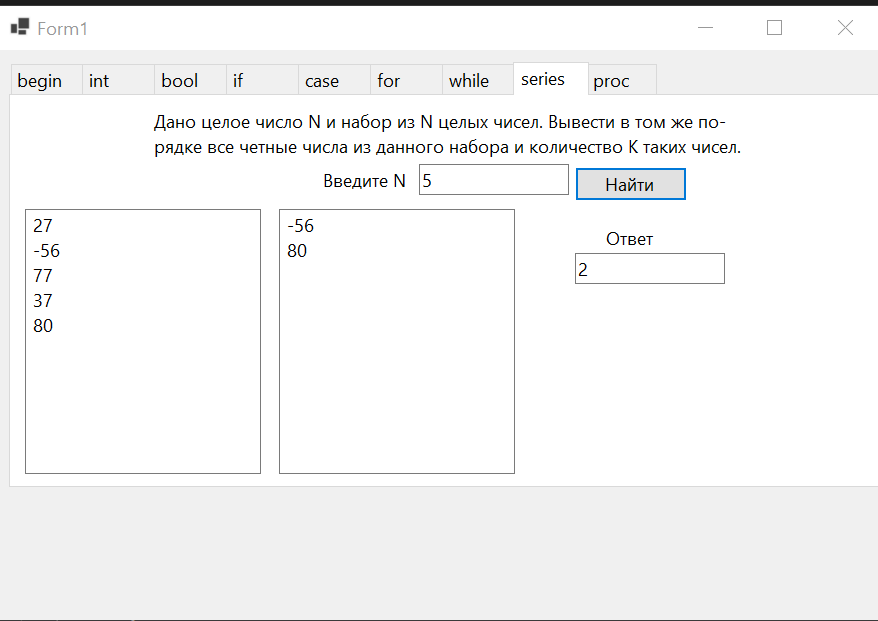 Form1
begin int bool if case for while series proc
Дано целое число N и набор из N целых чисел. Вывести в том же по-
рядке все четные числа из данного набора и количество K таких чисел.
Введите N 5 Найти
27
-56
77
37
80
-56
80
Ответ
2